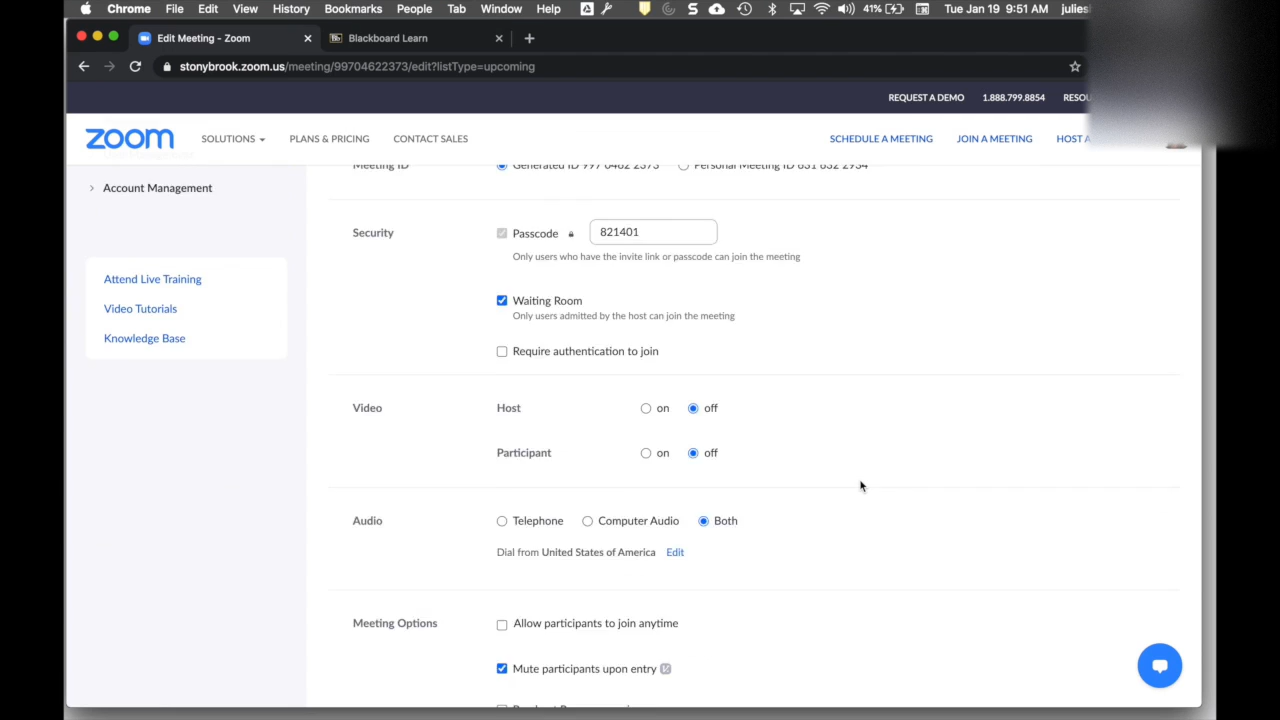 Chrome File Edit View History Bookmarks People Tab Window Help 41% Tue Jan 19 9:51 AM julies
Edit Meeting - Zoom × Blackboard Learn × +
stonybrook.zoom.us/meeting/99704622373/edit?listType=upcoming
REQUEST A DEMO 1.888.799.8854 RESOU
zoom SOLUTIONS PLANS & PRICING CONTACT SALES SCHEDULE A MEETING JOIN A MEETING HOST A
Meeting ID Generated ID 997 0462 2373 Personal Meeting ID 631 632 2934
Account Management
Security Passcode 821401
Only users who have the invite link or passcode can join the meeting
Attend Live Training
Waiting Room
Video Tutorials
Only users admitted by the host can join the meeting
Knowledge Base
Require authentication to join
Video Host on off
Participant on off
Audio Telephone Computer Audio Both
Dial from United States of America Edit
Meeting Options Allow participants to join anytime
Mute participants upon entry